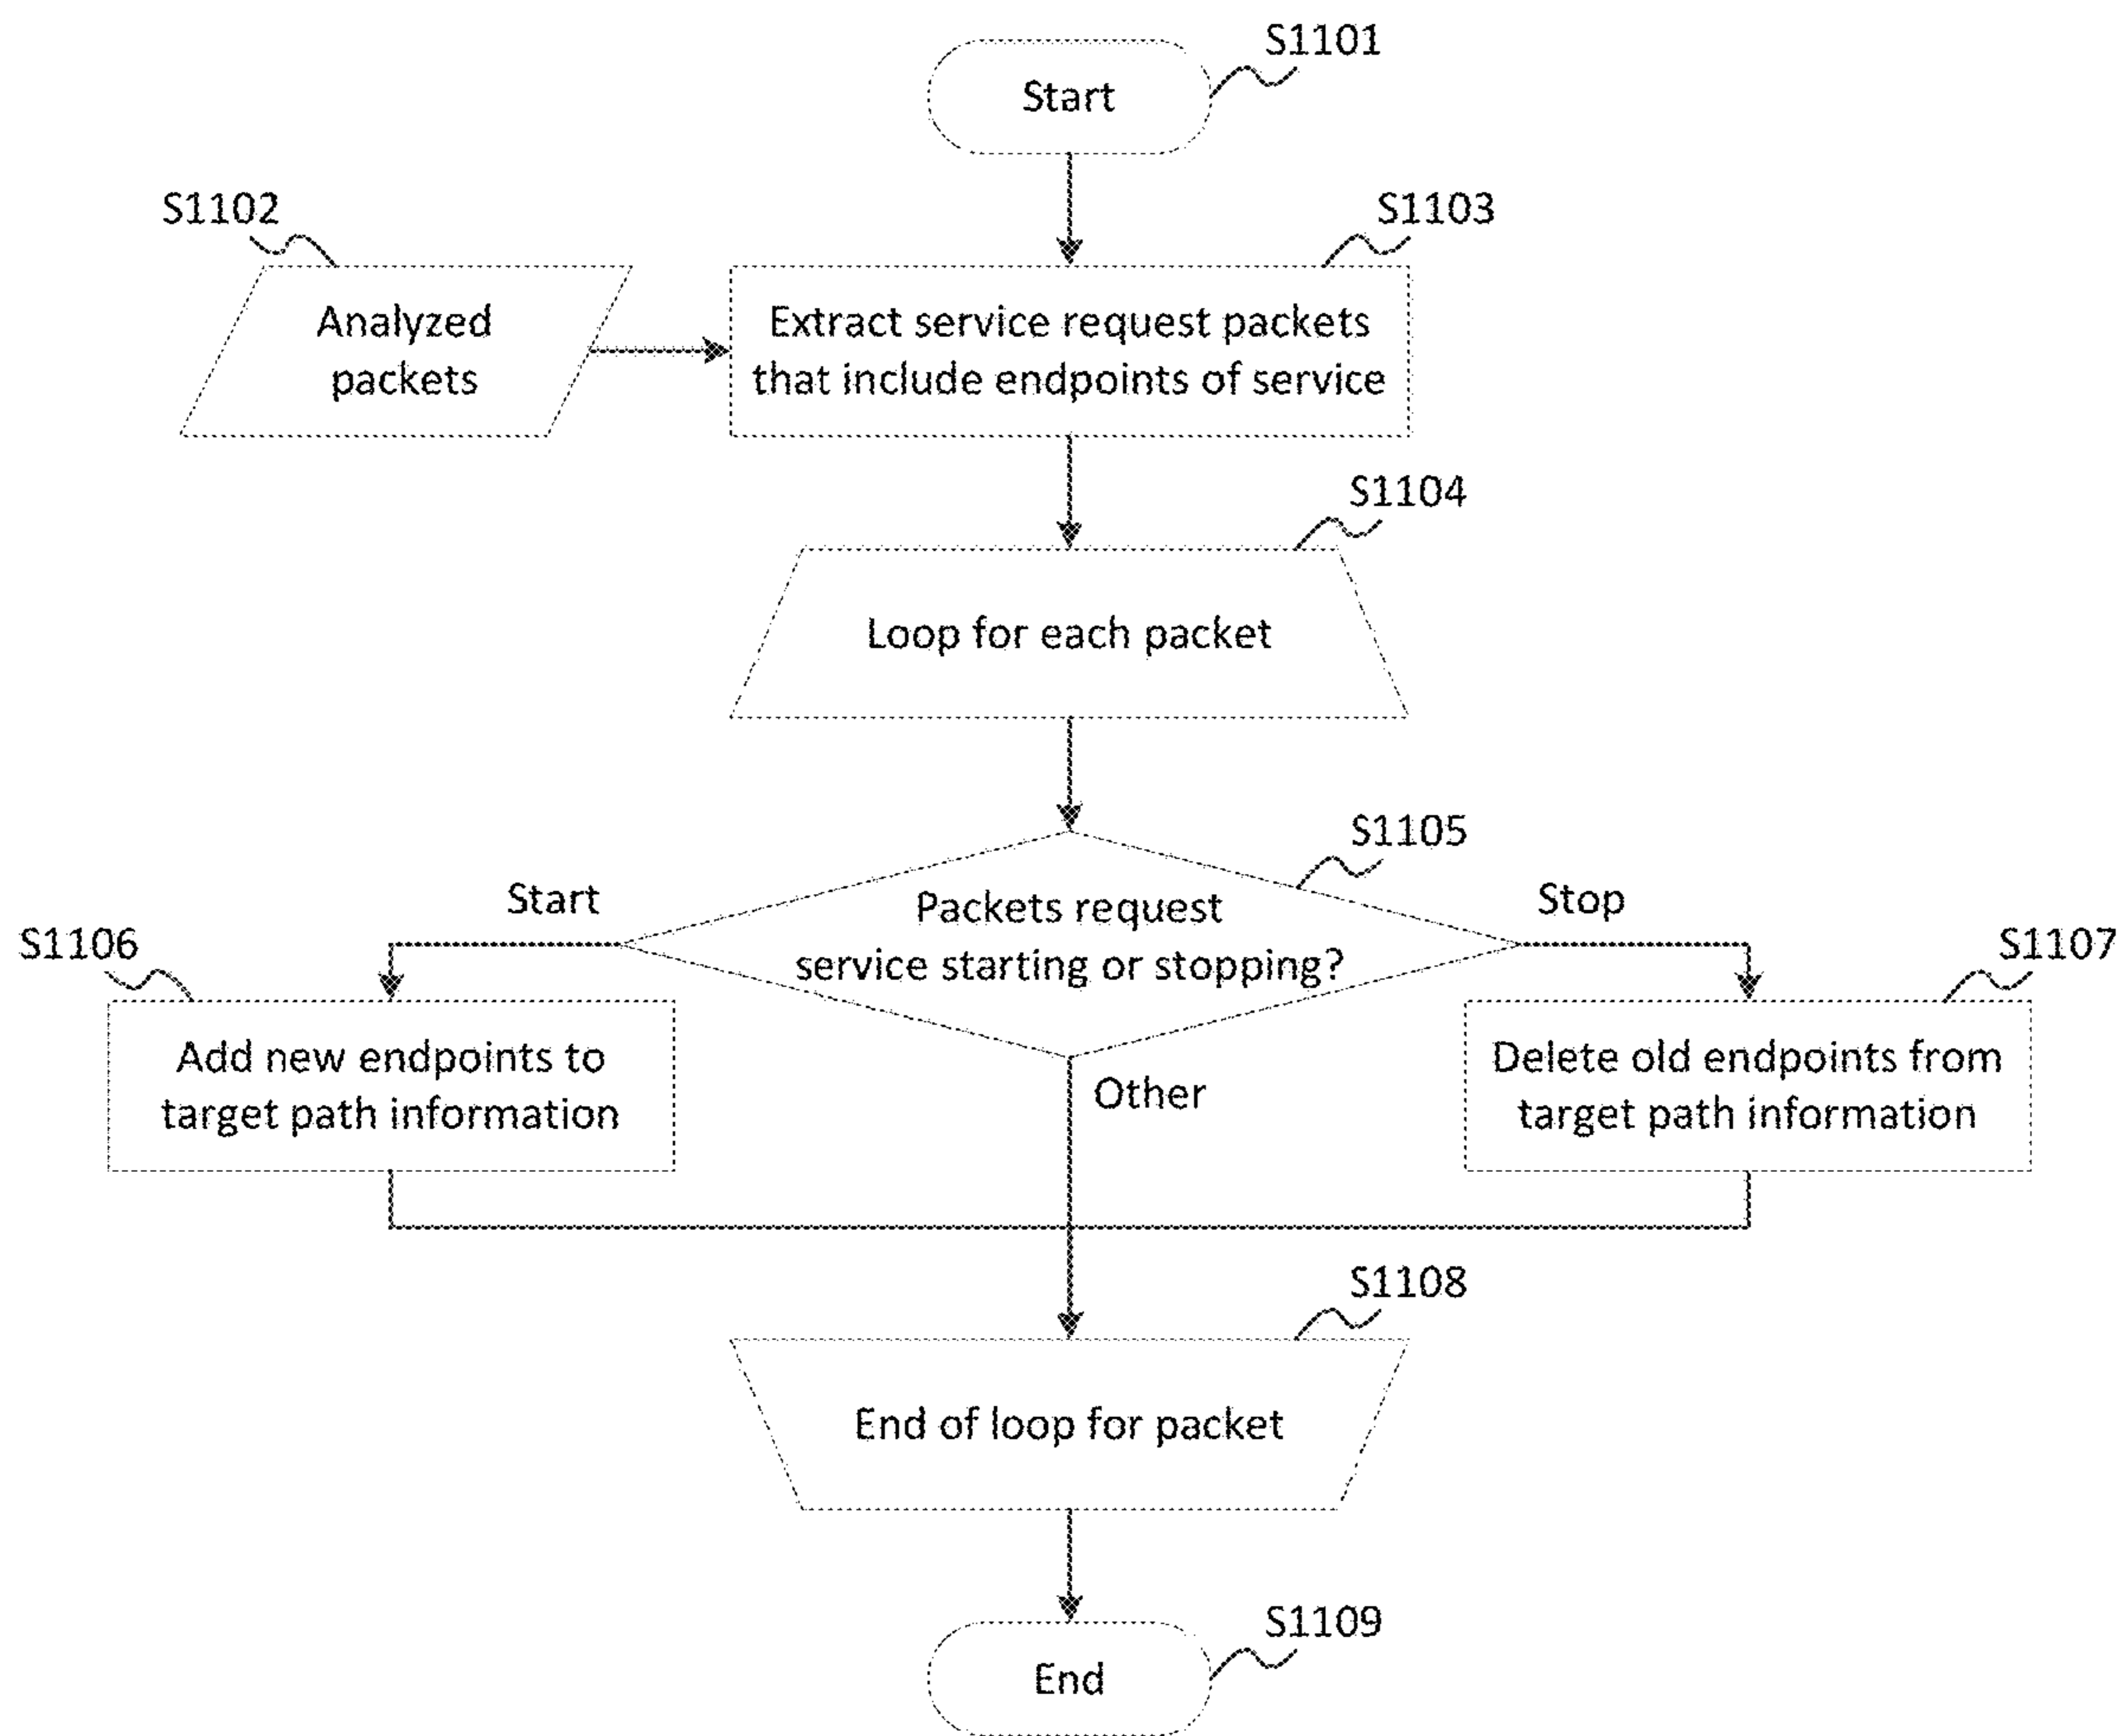 S1101
Start
S1102
S1103
Analyzed
packets
Extract service request packets
that include endpoints of service
S1104
Loop for each packet
S1105
Packets request
service starting or stopping?
Start
Stop
Other
S1106
Add new endpoints to
target path information
S1107
Delete old endpoints from
target path information
S1108
End of loop for packet
S1109
End